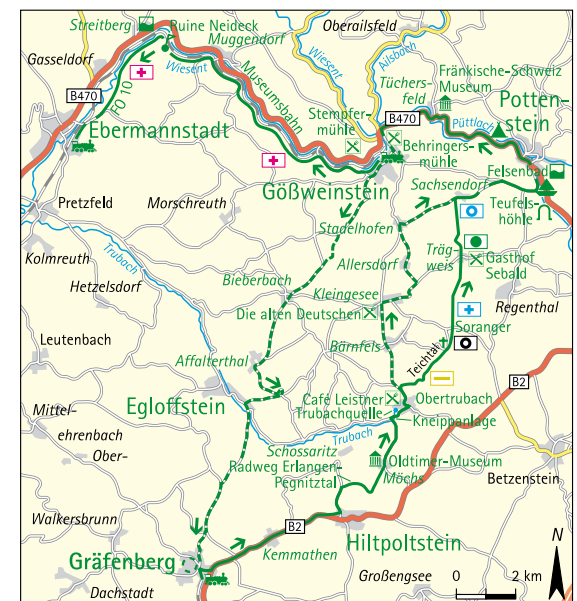 Streitberg
Ruine Neideck
Muggendorf
Oberailsfeld
Gasseldorf
Wiesent
Wiesent
Ailsbach
Museumsbahn
Tüchers-
feld
Fränkische-Schweiz
Museum
B470
FO 10
Stempfer-
mühle
B470
Potten-
stein
Püttlach
Ebermannstadt
Behringers-
mühle
Felsenbad
Gößweinstein
Sachsendorf
Teufels-
höhle
Pretzfeld
Morschreuth
Stadelhofen
Kolmreuth
Trubach
Allersdorf
Träg-
weis
Gasthof
Sebald
Hetzelsdorf
Bieberbach
Kleingesee
Die alten Deutschen
Regenthal
Soranger
Leutenbach
Bärnfels
Teichtal
Affalterthal
B2
Egloffstein
Café Leistner
Trubachquelle
Obertrubach
Kneippanlage
Mittel-
ehrenbach
Ober-
Trubach
Schossaritz
Radweg Erlangen-
Pegnitztal
Oldtimer-Museum
Möchs
Betzenstein
Walkersbrunn
B2
Hiltpoltstein
Kemmathen
Gräfenberg
Dachstadt
Großengsee
N
0 2 km